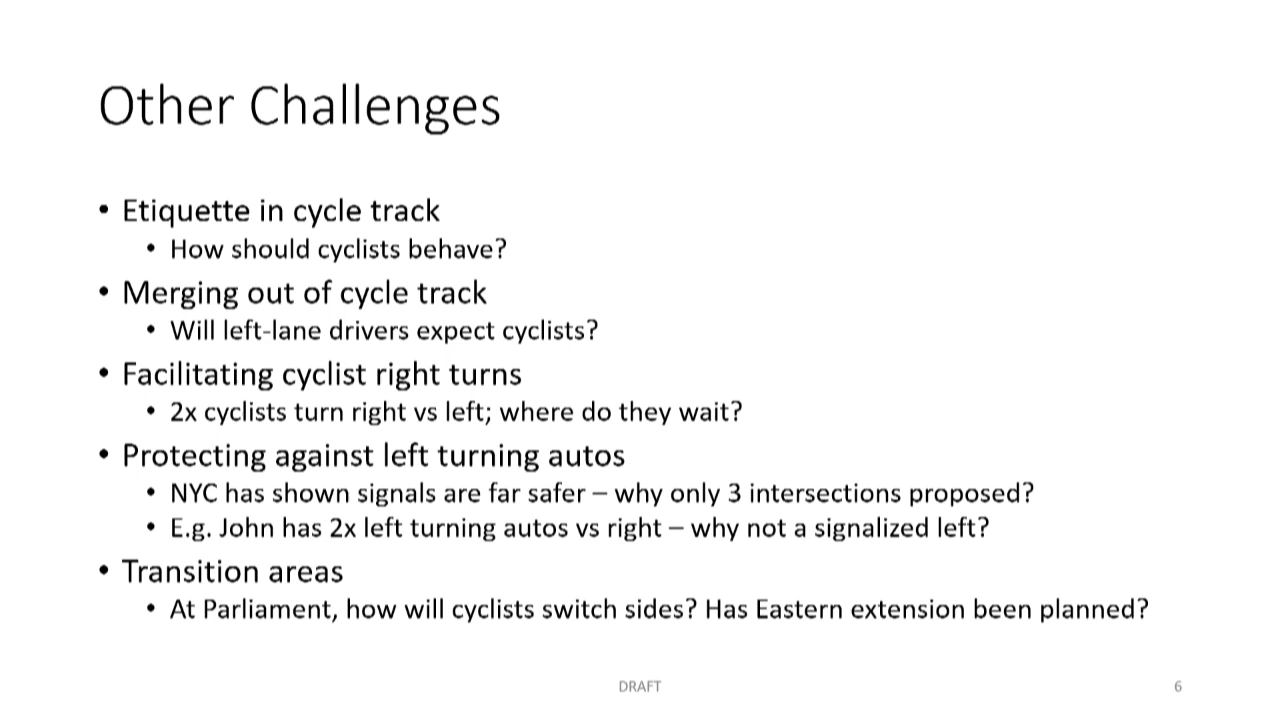 Other Challenges
• Etiquette in cycle track
• How should cyclists behave?
• Merging out of cycle track
• Will left-lane drivers expect cyclists?
• Facilitating cyclist right turns
• 2x cyclists turn right vs left; where do they wait?
• Protecting against left turning autos
• NYC has shown signals are far safer – why only 3 intersections proposed?
• E.g. John has 2x left turning autos vs right – why not a signalized left?
• Transition areas
• At Parliament, how will cyclists switch sides? Has Eastern extension been planned?
DRAFT
6